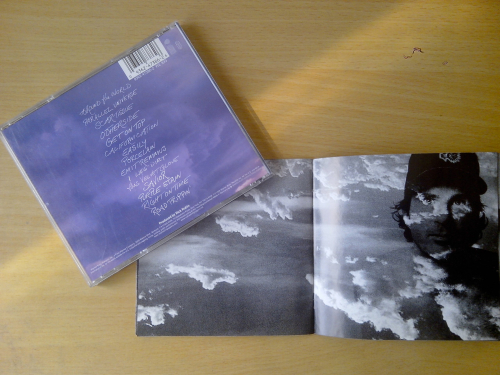 AROUND THE WORLD
PARALLEL UNIVERSE
SCAR TISSUE
OTHERSIDE
GET ON TOP
CALIFORNICATION
EASILY
PORCELAIN
EMIT REMMUS
I LIKE DIRT
THIS VELVET GLOVE
SAVIOR
PURPLE STAIN
RIGHT ON TIME
ROAD TRIPPIN'